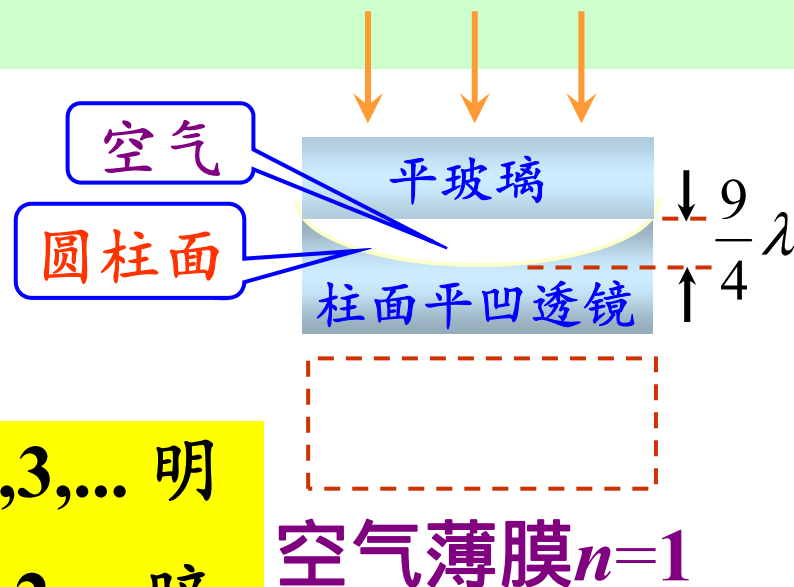 空气
平玻璃
圆柱面
9/4 λ
柱面平凹透镜
,3,... 明
空气薄膜n=1